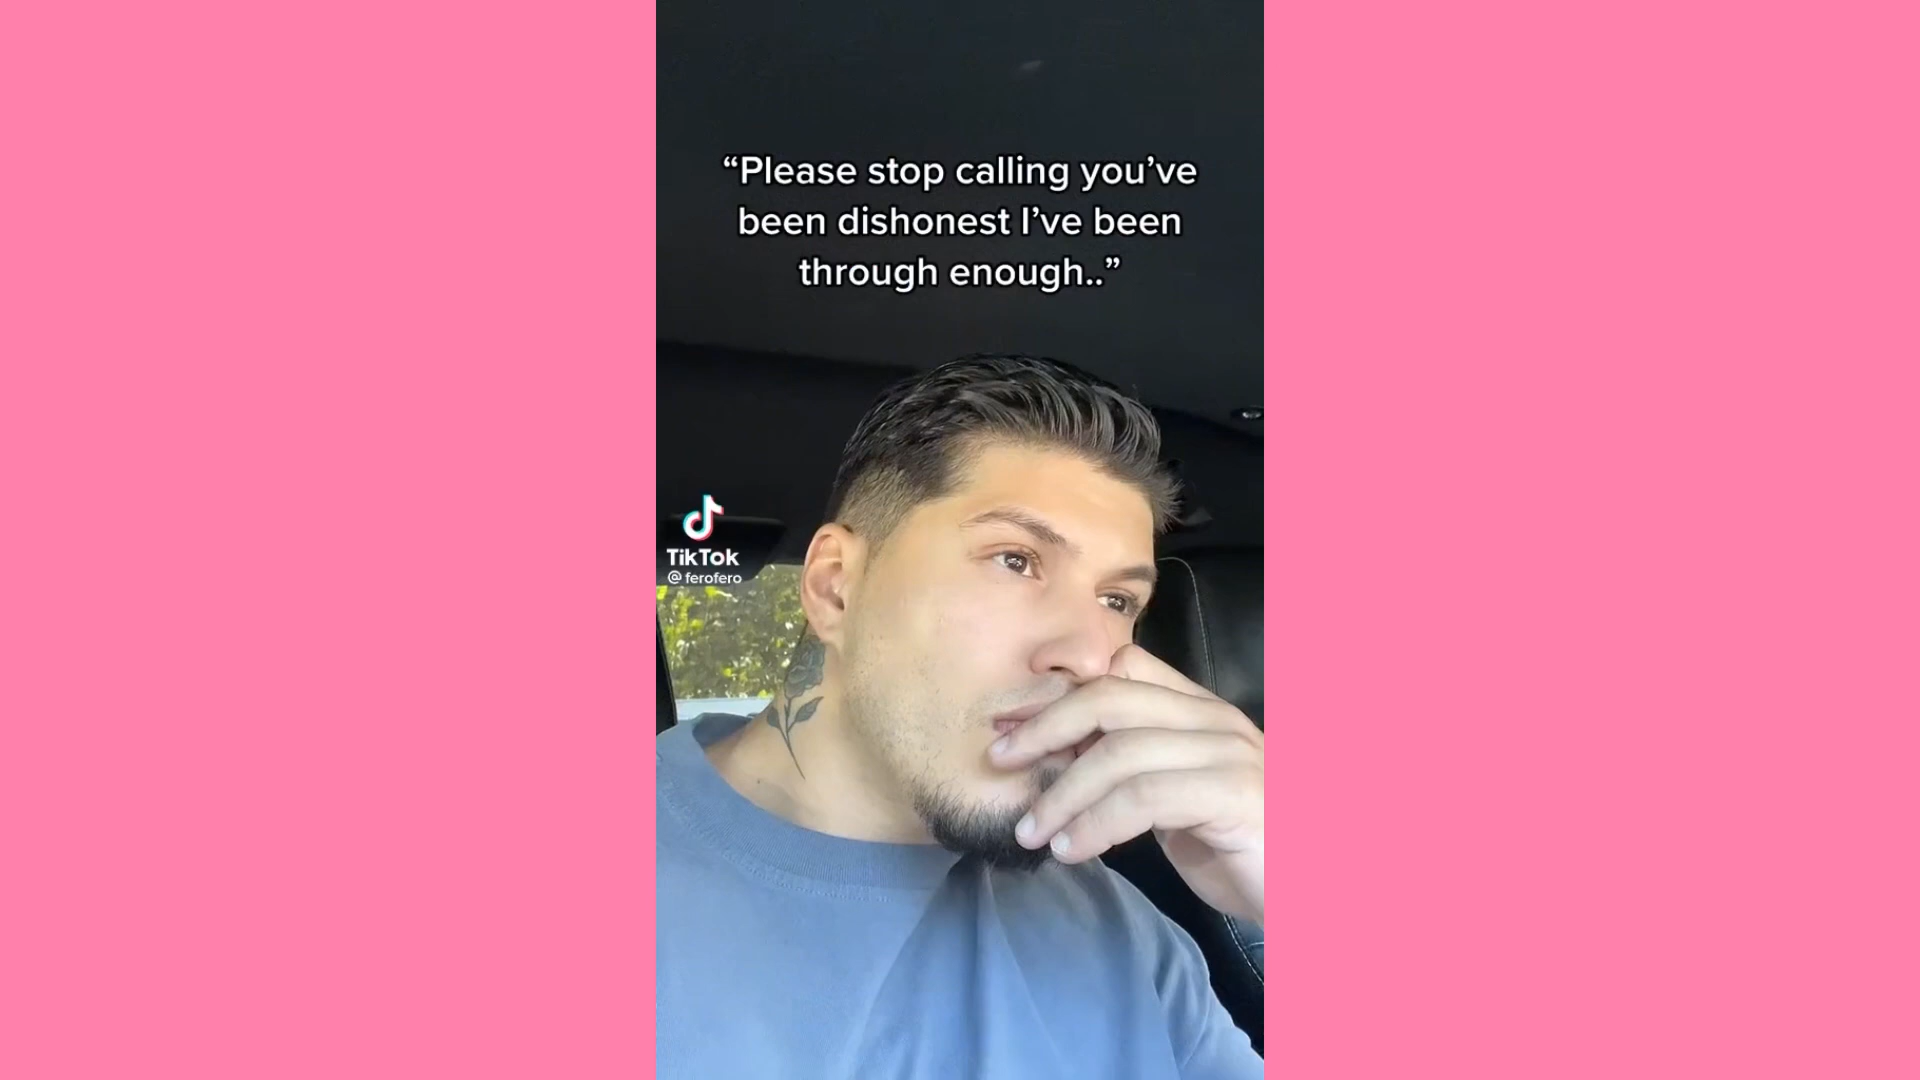 “Please stop calling you’ve
been dishonest I’ve been
through enough..”
TikTok
@ ferofero